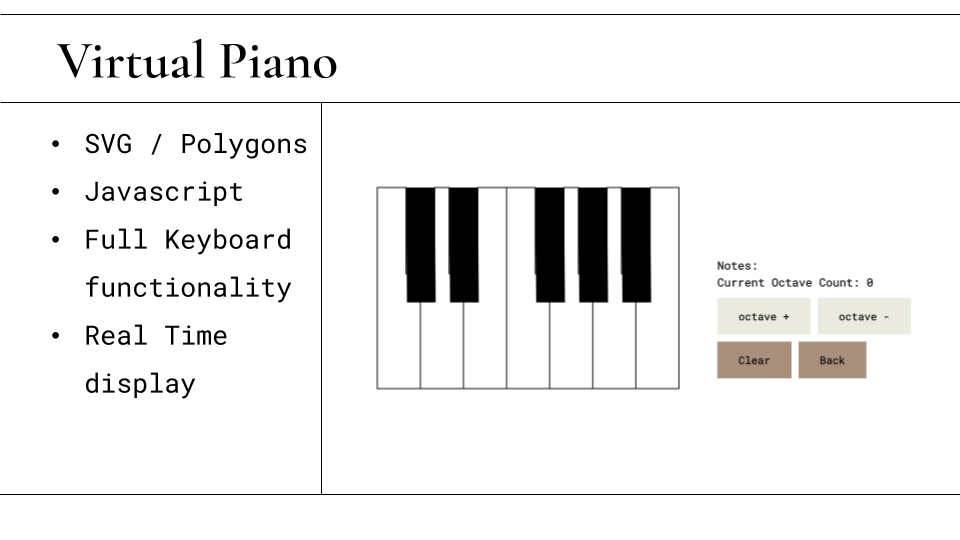 Virtual Piano
• SVG / Polygons
• Javascript
• Full Keyboard
functionality
• Real Time
display
Notes:
Current Octave Count: 0
octave +
octave -
Clear
Back